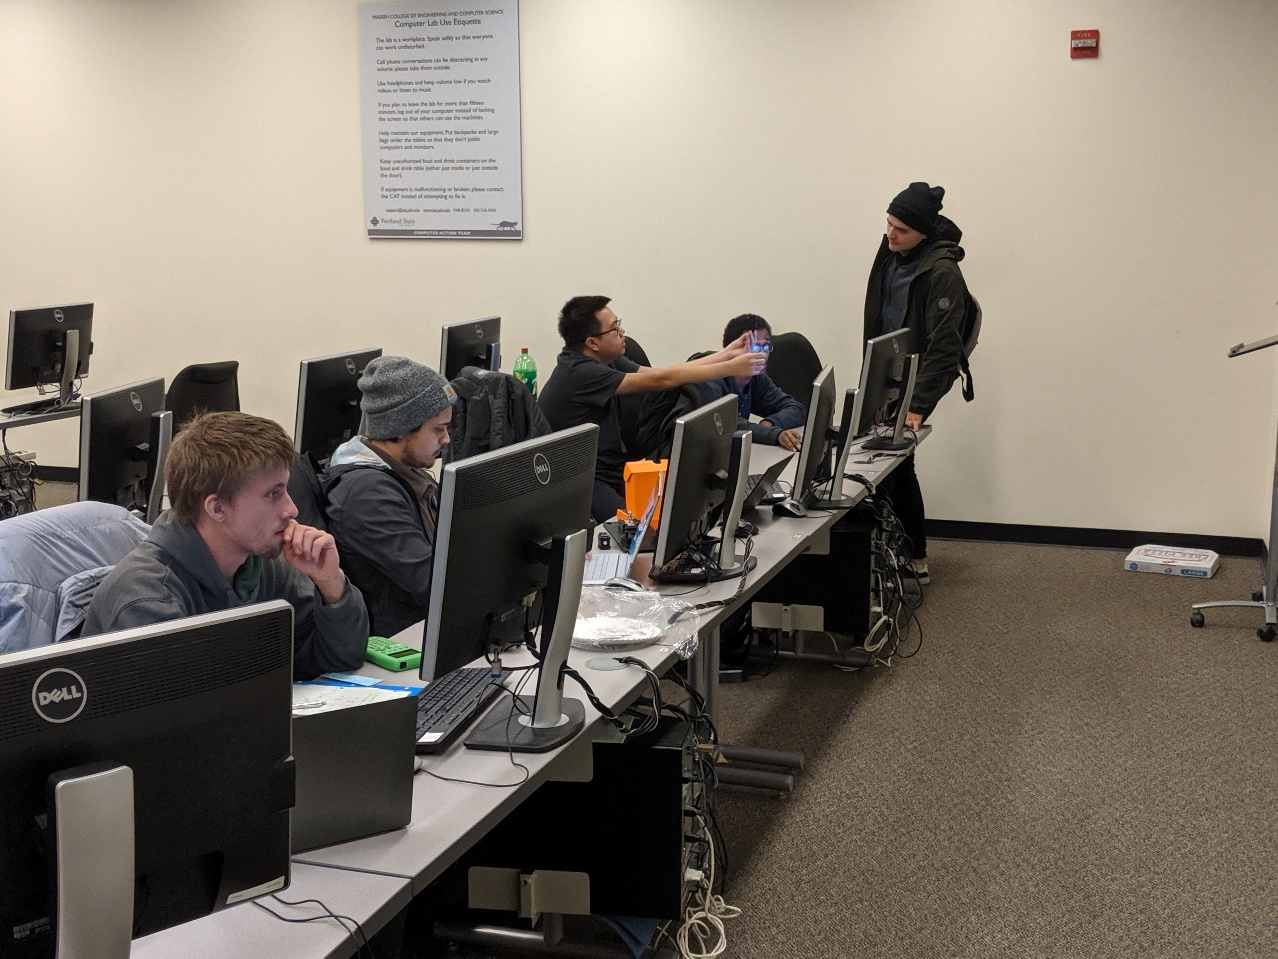 MASEEH COLLEGE OF ENGINEERING AND COMPUTER SCIENCE
Computer Lab Use Etiquette
The lab is a workplace. Speak softly so that everyone
can work undisturbed.
Cell phone conversations can be distracting at any
volume: please take them outside.
Use headphones and keep volume low if you watch
videos or listen to music.
If you plan to leave the lab for more than fifteen
minutes, log out of your computer instead of locking
the screen so that others can use the machines.
Help maintain our equipment. Put backpacks and large
bags under the tables so that they don't jostle
computers and monitors.
Keep unauthorized food and drink containers on the
food and drink table (either just inside or just outside
the door).
If equipment is malfunctioning or broken, please contact
the CAT instead of attempting to fix it.
Portland State
COMPUTER ACTION TEAM
FIRE
DELL
DELL
DELL
LARGE